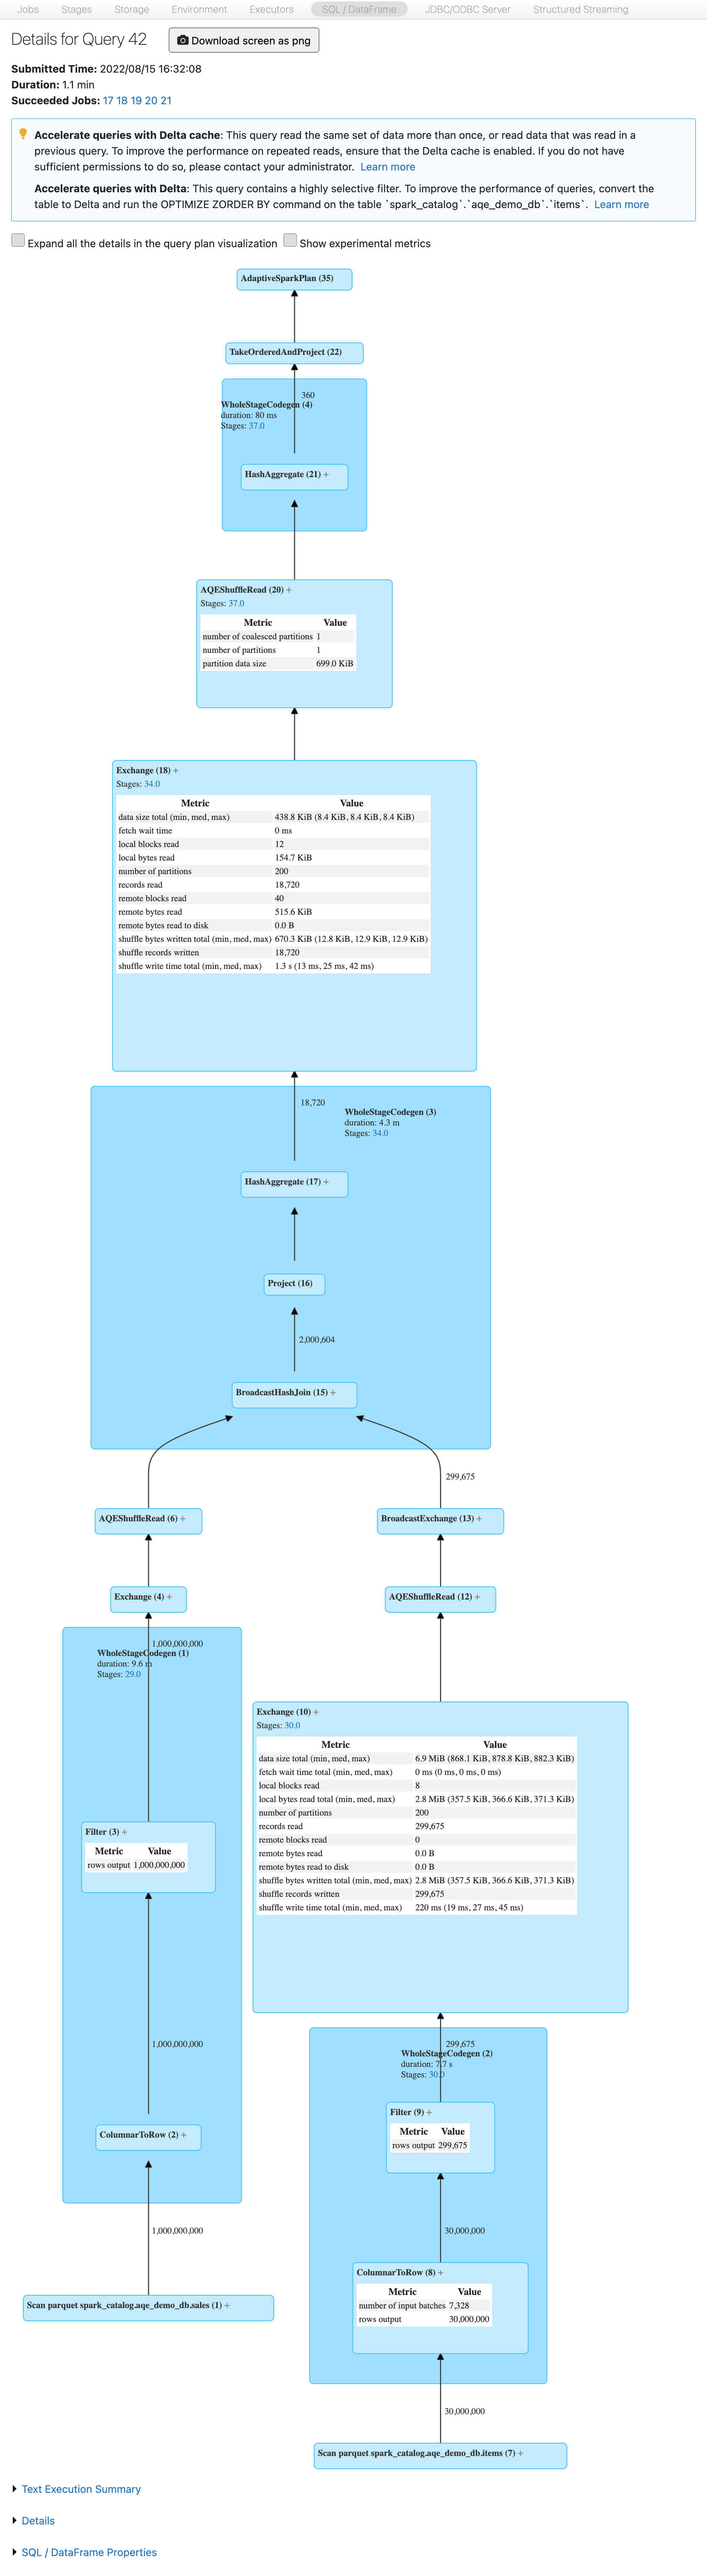 Jobs Stages Storage Environment Executors SQL / DataFrame JDBC/ODBC Server Structured Streaming
Details for Query 42
Download screen as png
Submitted Time: 2022/08/15 16:32:08
Duration: 1.1 min
Succeeded Jobs: 17 18 19 20 21
Accelerate queries with Delta cache: This query read the same set of data more than once, or read data that was read in a
previous query. To improve the performance on repeated reads, ensure that the Delta cache is enabled. If you do not have
sufficient permissions to do so, please contact your administrator. Learn more
Accelerate queries with Delta: This query contains a highly selective filter. To improve the performance of queries, convert the
table to Delta and run the OPTIMIZE ZORDER BY command on the table `spark_catalog`.`aqe_demo_db`.`items`. Learn more
Expand all the details in the query plan visualization Show experimental metrics
AdaptiveSparkPlan (35)
TakeOrderedAndProject (22)
360
WholeStageCodegen (4)
duration: 80 ms
Stages: 37.0
HashAggregate (21) +
AQEShuffleRead (20) +
Stages: 37.0
Metric Value
number of coalesced partitions 1
number of partitions 1
partition data size 699.0 KiB
Exchange (18) +
Stages: 34.0
Metric Value
data size total (min, med, max) 438.8 KiB (8.4 KiB, 8.4 KiB, 8.4 KiB)
fetch wait time 0 ms
local blocks read 12
local bytes read 154.7 KiB
number of partitions 200
records read 18,720
remote blocks read 40
remote bytes read 515.6 KiB
remote bytes read to disk 0.0 B
shuffle bytes written total (min, med, max) 670.3 KiB (12.8 KiB, 12.9 KiB, 12.9 KiB)
shuffle records written 18,720
shuffle write time total (min, med, max) 1.3 s (13 ms, 25 ms, 42 ms)
18,720
WholeStageCodegen (3)
duration: 4.3 m
Stages: 34.0
HashAggregate (17) +
Project (16)
2,000,604
BroadcastHashJoin (15) +
299,675
AQEShuffleRead (6) +
BroadcastExchange (13) +
Exchange (4) +
AQEShuffleRead (12) +
1,000,000,000
WholeStageCodegen (1)
duration: 9.6 m
Stages: 29.0
Filter (3) +
Metric Value
rows output 1,000,000,000
1,000,000,000
ColumnarToRow (2) +
1,000,000,000
Scan parquet spark_catalog.aqe_demo_db.sales (1) +
Exchange (10) +
Stages: 30.0
Metric Value
data size total (min, med, max) 6.9 MiB (868.1 KiB, 878.8 KiB, 882.3 KiB)
fetch wait time total (min, med, max) 0 ms (0 ms, 0 ms, 0 ms)
local blocks read 8
local bytes read total (min, med, max) 2.8 MiB (357.5 KiB, 366.6 KiB, 371.3 KiB)
number of partitions 200
records read 299,675
remote blocks read 0
remote bytes read 0.0 B
remote bytes read to disk 0.0 B
shuffle bytes written total (min, med, max) 2.8 MiB (357.5 KiB, 366.6 KiB, 371.3 KiB)
shuffle records written 299,675
shuffle write time total (min, med, max) 220 ms (19 ms, 27 ms, 45 ms)
299,675
WholeStageCodegen (2)
duration: 7.7 s
Stages: 30.0
Filter (9) +
Metric Value
rows output 299,675
30,000,000
ColumnarToRow (8) +
Metric Value
number of input batches 7,328
rows output 30,000,000
30,000,000
Scan parquet spark_catalog.aqe_demo_db.items (7) +
Text Execution Summary
Details
SQL / DataFrame Properties